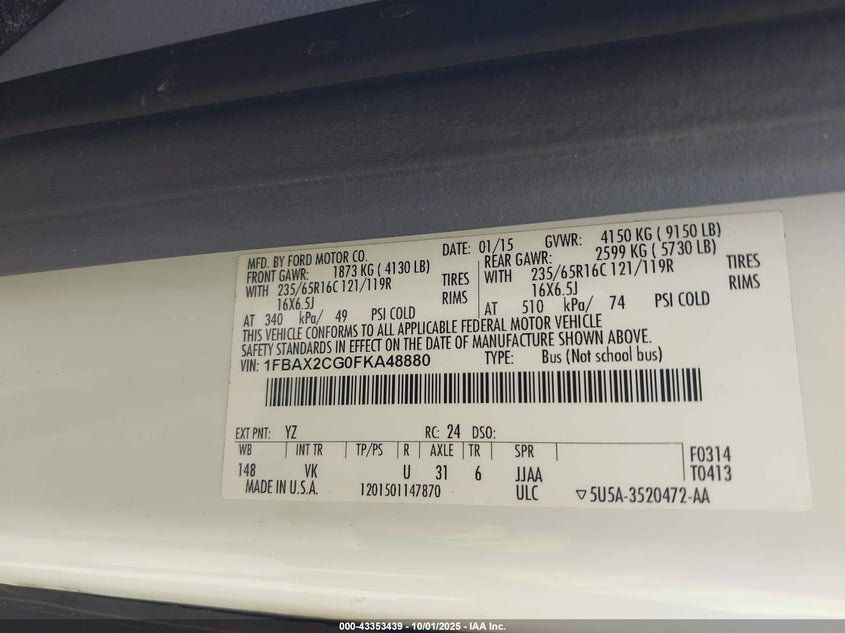 MFD. BY FORD MOTOR CO. DATE: 01/15 GVWR: 4150 KG ( 9150 LB)
FRONT GAWR: 1873 KG ( 4130 LB) REAR GAWR: 2599 KG ( 5730 LB)
WITH 235/65R16C 121/119R TIRES WITH 235/65R16C 121/119R TIRES
16X6.5J RIMS 16X6.5J RIMS
AT 340 kPa/ 49 PSI COLD AT 510 kPa/ 74 PSI COLD
THIS VEHICLE CONFORMS TO ALL APPLICABLE FEDERAL MOTOR VEHICLE
SAFETY STANDARDS IN EFFECT ON THE DATE OF MANUFACTURE SHOWN ABOVE.
VIN: 1FBAX2CG0FKA48880 TYPE: Bus (Not school bus)
EXT PNT: YZ RC: 24 DSO:
WB INT TR TP/PS R AXLE TR SPR F0314
148 VK U 31 6 JJAA T0413
MADE IN U.S.A. 1201501147870 ULC ▽5U5A-3520472-AA
000-43353439 - 10/01/2025 - IAA Inc.